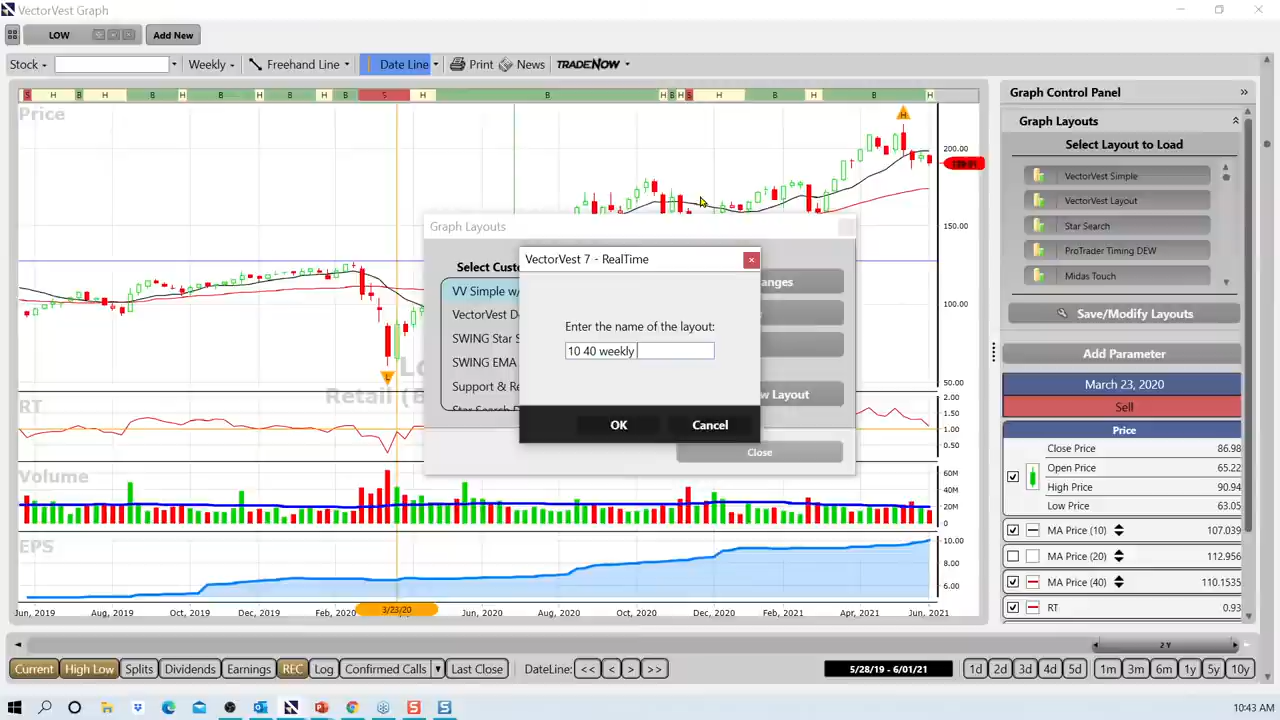 VectorVest Graph
LOW
Add New
Stock
Weekly
Freehand Line
Date Line
Print
News
TRADENOW
S H B H B H B H B H B S H B H B H S H B H B H
Price
H
200.00
150.00
100.00
50.00
L
Retail (
RT
2.00
1.50
1.00
0.50
Volume
60M
40M
20M
0
EPS
10.00
8.00
6.00
Jun, 2019
Aug, 2019
Oct, 2019
Dec, 2019
Feb, 2020
3/23/20
Jun, 2020
Aug, 2020
Oct, 2020
Dec, 2020
Feb, 2021
Apr, 2021
Jun, 2021
Graph Layouts
Select Custo
VV Simple w/
VectorVest D
SWING Star S
SWING EMA
Support & Re
Star Search D
anges
w Layout
Close
VectorVest 7 - RealTime
Enter the name of the layout:
10 40 weekly
OK
Cancel
Graph Control Panel
Graph Layouts
Select Layout to Load
VectorVest Simple
VectorVest Layout
Star Search
ProTrader Timing DEW
Midas Touch
Save/Modify Layouts
Add Parameter
March 23, 2020
Sell
Price
Close Price 86.98
Open Price 65.22
High Price 90.94
Low Price 63.05
MA Price (10) 107.039
MA Price (20) 112.956
MA Price (40) 110.1535
RT 0.93
2 Y
Current
High Low
Splits
Dividends
Earnings
REC
Log
Confirmed Calls
Last Close
DateLine:
<<
<
>
>>
5/28/19 - 6/01/21
1d
2d
3d
4d
5d
1m
3m
6m
1y
5y
10y
10:43 AM